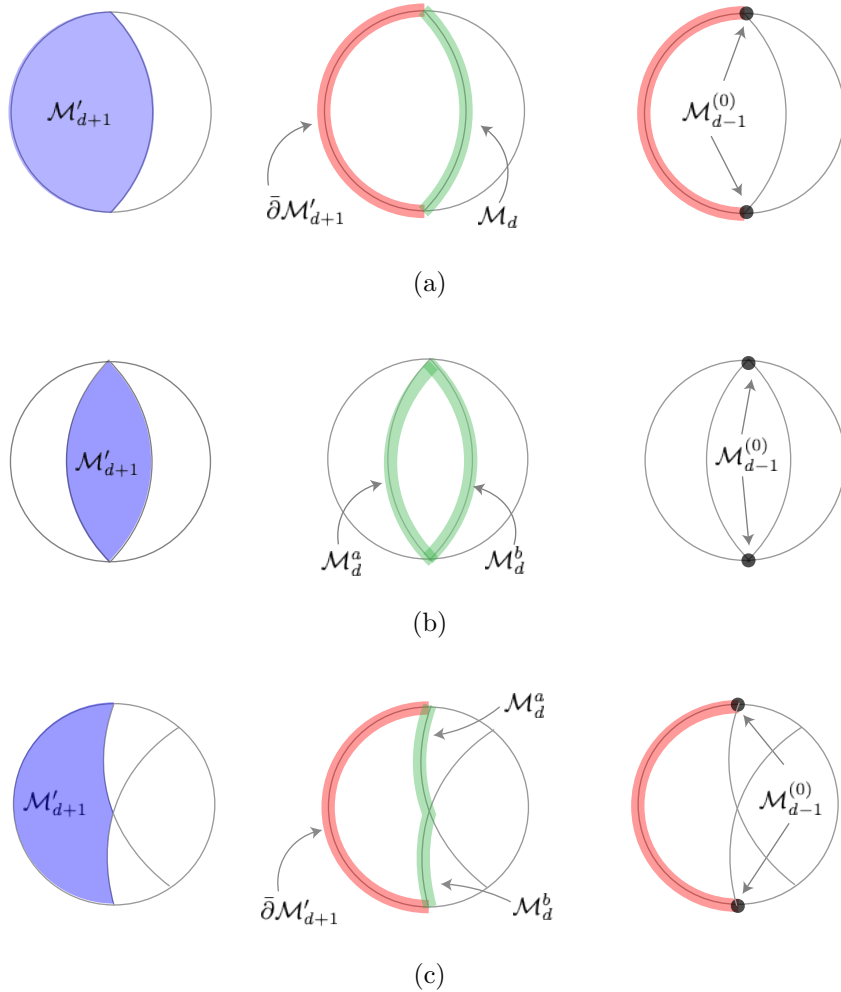 ℳ′_{d+1}
∂̄ℳ′_{d+1}
ℳ_d
ℳ^{(0)}_{d−1}
(a)
ℳ′_{d+1}
ℳ^a_d
ℳ^b_d
ℳ^{(0)}_{d−1}
(b)
ℳ′_{d+1}
ℳ^a_d
∂̄ℳ′_{d+1}
ℳ^b_d
ℳ^{(0)}_{d−1}
(c)